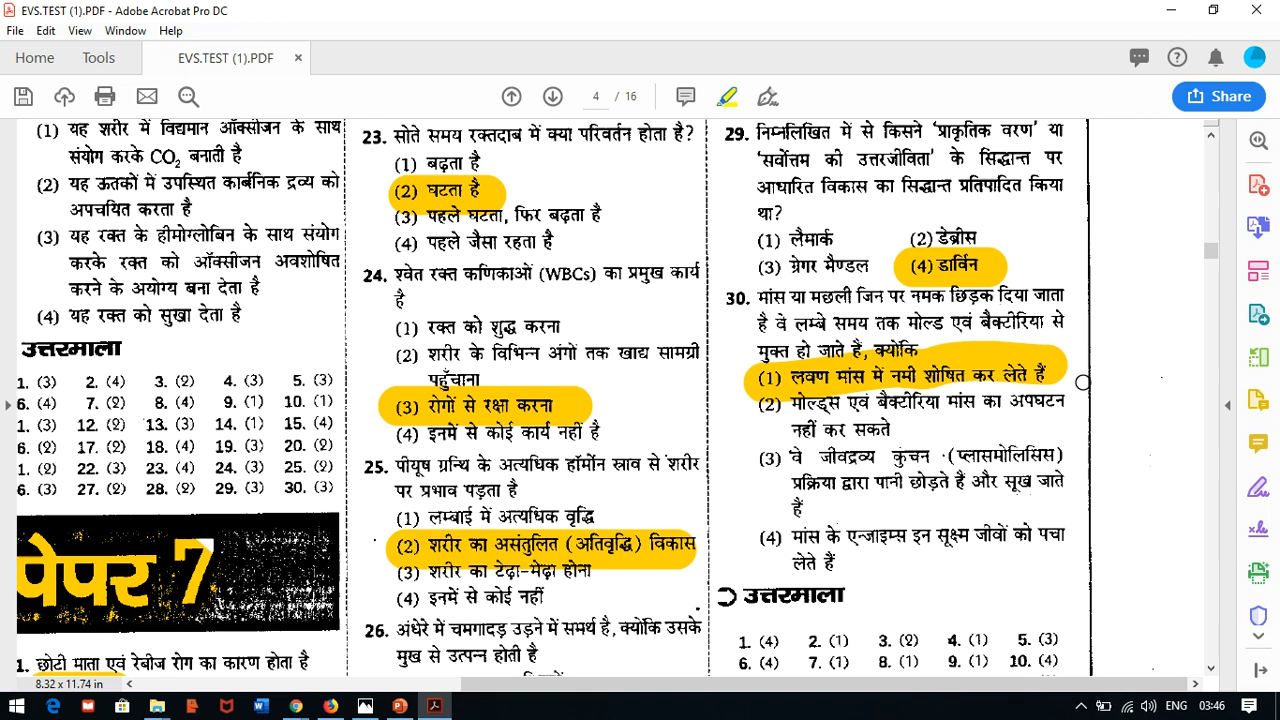 EVS.TEST (1).PDF - Adobe Acrobat Pro DC
File Edit View Window Help
Home Tools EVS.TEST (1).PDF ×
4 / 16
Share
(1) यह शरीर में विद्यमान ऑक्सीजन के साथ
संयोग करके CO2 बनाती है
(2) यह ऊतकों में उपस्थित कार्बनिक द्रव्य को
अपचयित करता है
(3) यह रक्त के हीमोग्लोबिन के साथ संयोग
करके रक्त को ऑक्सीजन अवशोषित
करने के अयोग्य बना देता है
(4) यह रक्त को सुखा देता है
उत्तरमाला
1. (3) 2. (4) 3. (2) 4. (3) 5. (3)
6. (4) 7. (2) 8. (4) 9. (1) 10. (1)
1. (3) 12. (2) 13. (3) 14. (1) 15. (4)
6. (2) 17. (2) 18. (4) 19. (3) 20. (2)
1. (2) 22. (3) 23. (4) 24. (3) 25. (2)
6. (3) 27. (2) 28. (2) 29. (3) 30. (3)
पेपर 7
1. छोटी माता एवं रेबीज रोग का कारण होता है
23. सोते समय रक्तदाब में क्या परिवर्तन होता है?
(1) बढ़ता है
(2) घटता है
(3) पहले घटता, फिर बढ़ता है
(4) पहले जैसा रहता है
24. श्वेत रक्त कणिकाओं (WBCs) का प्रमुख कार्य
है
(1) रक्त को शुद्ध करना
(2) शरीर के विभिन्न अंगों तक खाद्य सामग्री
पहुँचाना
(3) रोगों से रक्षा करना
(4) इनमें से कोई कार्य नहीं है
25. पीयूष ग्रन्थि के अत्यधिक हॉर्मोन स्राव से शरीर
पर प्रभाव पड़ता है
(1) लम्बाई में अत्यधिक वृद्धि
(2) शरीर का असंतुलित (अतिवृद्धि) विकास
(3) शरीर का टेढ़ा-मेढ़ा होना
(4) इनमें से कोई नहीं
26. अंधेरे में चमगादड़ उड़ने में समर्थ है, क्योंकि उसके
मुख से उत्पन्न होती है
29. निम्नलिखित में से किसने 'प्राकृतिक वरण' या
'सर्वोत्तम की उत्तरजीविता' के सिद्धान्त पर
आधारित विकास का सिद्धान्त प्रतिपादित किया
था?
(1) लैमार्क (2) डेब्रीस
(3) ग्रेगर मैण्डल (4) डार्विन
30. मांस या मछली जिन पर नमक छिड़क दिया जाता
है वे लम्बे समय तक मोल्ड एवं बैक्टीरिया से
मुक्त हो जाते हैं, क्योंकि
(1) लवण मांस में नमी शोषित कर लेते हैं
(2) मोल्ड्स एवं बैक्टीरिया मांस का अपघटन
नहीं कर सकते
(3) वे जीवद्रव्य कुंचन (प्लासमोलिसिस)
प्रक्रिया द्वारा पानी छोड़ते हैं और सूख जाते
हैं
(4) मांस के एन्जाइम्स इन सूक्ष्म जीवों को पचा
लेते हैं
उत्तरमाला
1. (4) 2. (1) 3. (2) 4. (1) 5. (3)
6. (4) 7. (1) 8. (1) 9. (1) 10. (4)
8.32 x 11.74 in
ENG 03:46